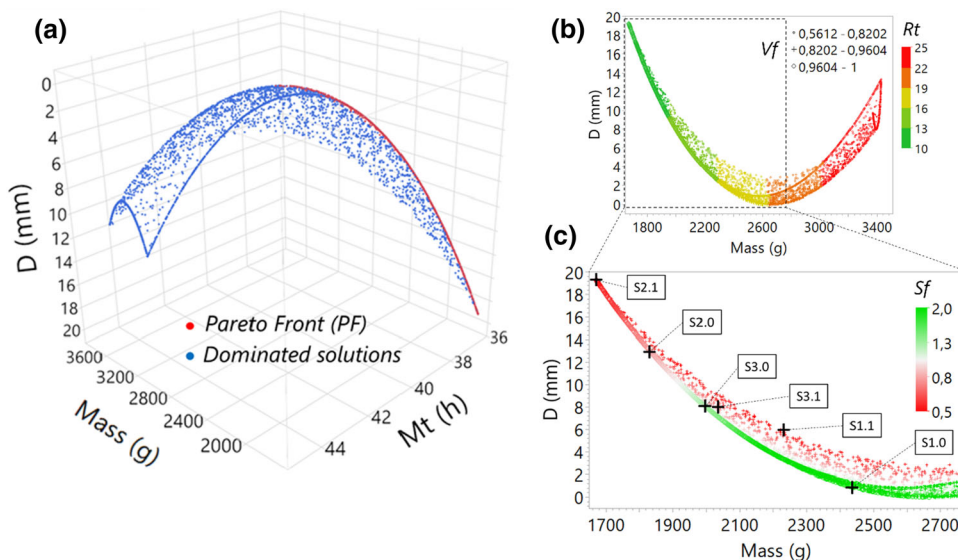 (a)
0
2
4
6
8
10
12
14
16
18
20
D (mm)
3600
3200
2800
2400
2000
Mass (g)
44
42
40
38
36
Mt (h)
Pareto Front (PF)
Dominated solutions
(b)
20
18
16
14
12
10
8
6
4
2
0
D (mm)
1800
2200
2600
3000
3400
Mass (g)
Vf
0,5612 - 0,8202
0,8202 - 0,9604
0,9604 - 1
Rt
25
22
19
16
13
10
(c)
20
18
16
14
12
10
8
6
4
2
0
D (mm)
1700
1900
2100
2300
2500
2700
Mass (g)
S2.1
S2.0
S3.0
S3.1
S1.1
S1.0
Sf
2,0
1,3
0,8
0,5